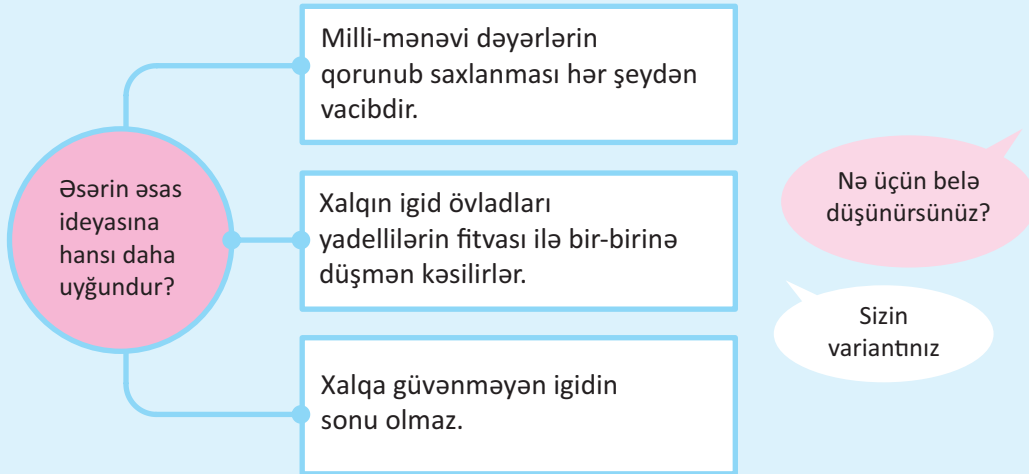 Əsərin əsas
ideyasına
hansı daha
uyğundur?
Milli-mənəvi dəyərlərin
qorunub saxlanması hər şeydən
vacibdir.
Xalqın igid övladları
yadellilərin fitvası ilə bir-birinə
düşmən kəsilirlər.
Xalqa güvənməyən igidin
sonu olmaz.
Nə üçün belə
düşünürsünüz?
Sizin
variantınız